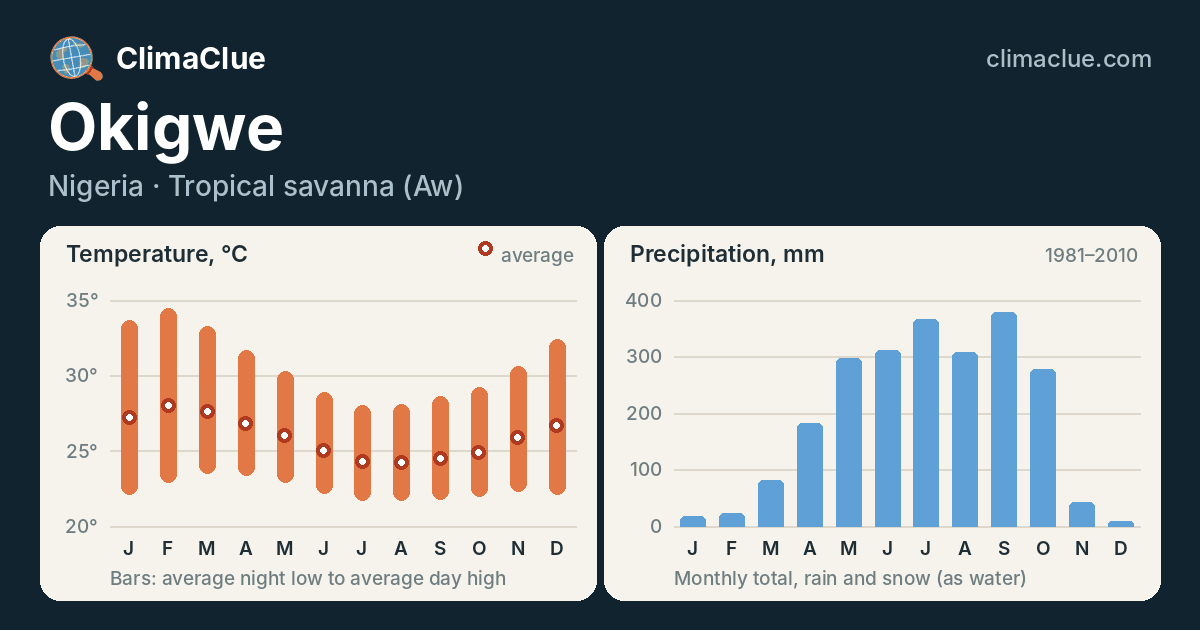 ClimaClue
climaclue.com
Okigwe
Nigeria · Tropical savanna (Aw)
Temperature, °C
average
35°
30°
25°
20°
J F M A M J J A S O N D
Bars: average night low to average day high
Precipitation, mm
1981–2010
400
300
200
100
0
J F M A M J J A S O N D
Monthly total, rain and snow (as water)